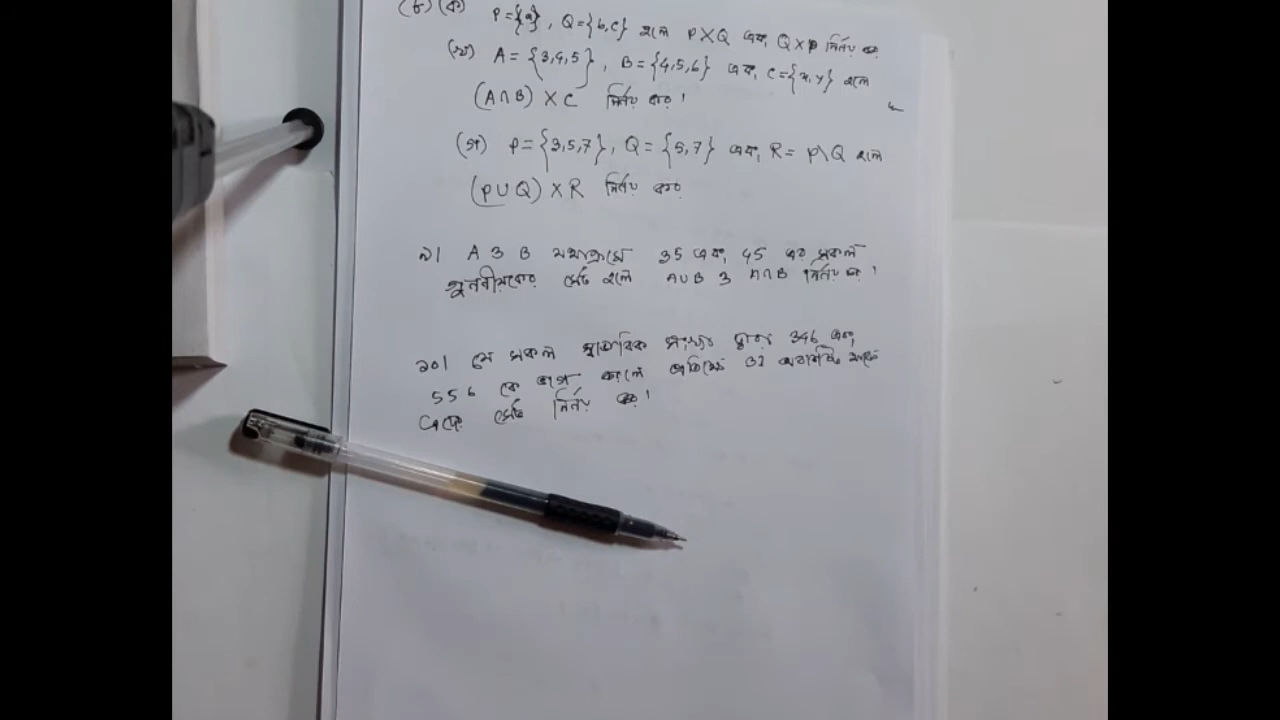 (৮) (ক) P={a}, Q={b,c} হলে P×Q এবং Q×P নির্ণয় কর
(খ) A = {3,4,5}, B={4,5,6} এবং C={x,y} হলে
(A∩B) × C নির্ণয় কর।
(গ) P={3,5,7}, Q = {5,7} এবং R= P\Q হলে
(P∪Q) × R নির্ণয় কর
৯। A ও B যথাক্রমে 35 এবং 45 এর সকল
গুননীয়কের সেট হলে A∪B ও A∩B নির্ণয় কর।
১০। যে সকল স্বাভাবিক সংখ্যা দ্বারা 346 এবং
556 কে ভাগ করলে প্রতিক্ষেত্রে 31 অবশিষ্ট থাকে
এদের সেট নির্ণয় কর।